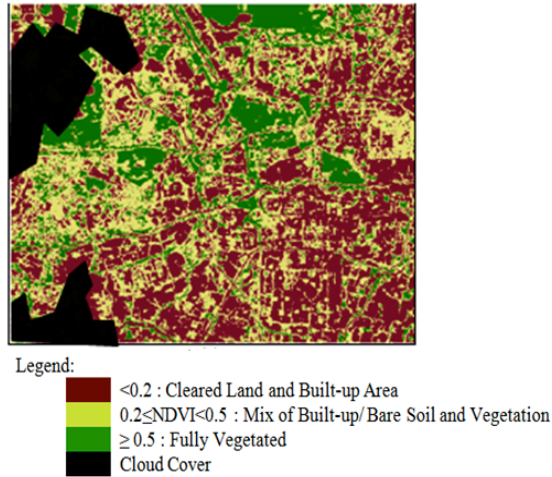 Legend:
<0.2 : Cleared Land and Built-up Area
0.2≤NDVI<0.5 : Mix of Built-up/ Bare Soil and Vegetation
≥ 0.5 : Fully Vegetated
Cloud Cover